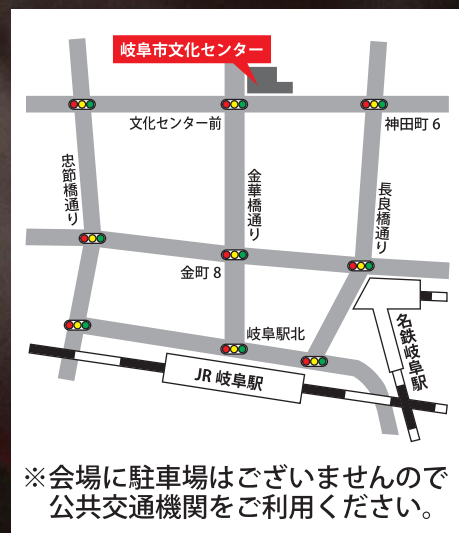 岐阜市文化センター
文化センター前
神田町 6
忠節橋通り
金華橋通り
長良橋通り
金町 8
岐阜駅北
名鉄岐阜駅
JR 岐阜駅
※会場に駐車場はございませんので
公共交通機関をご利用ください。